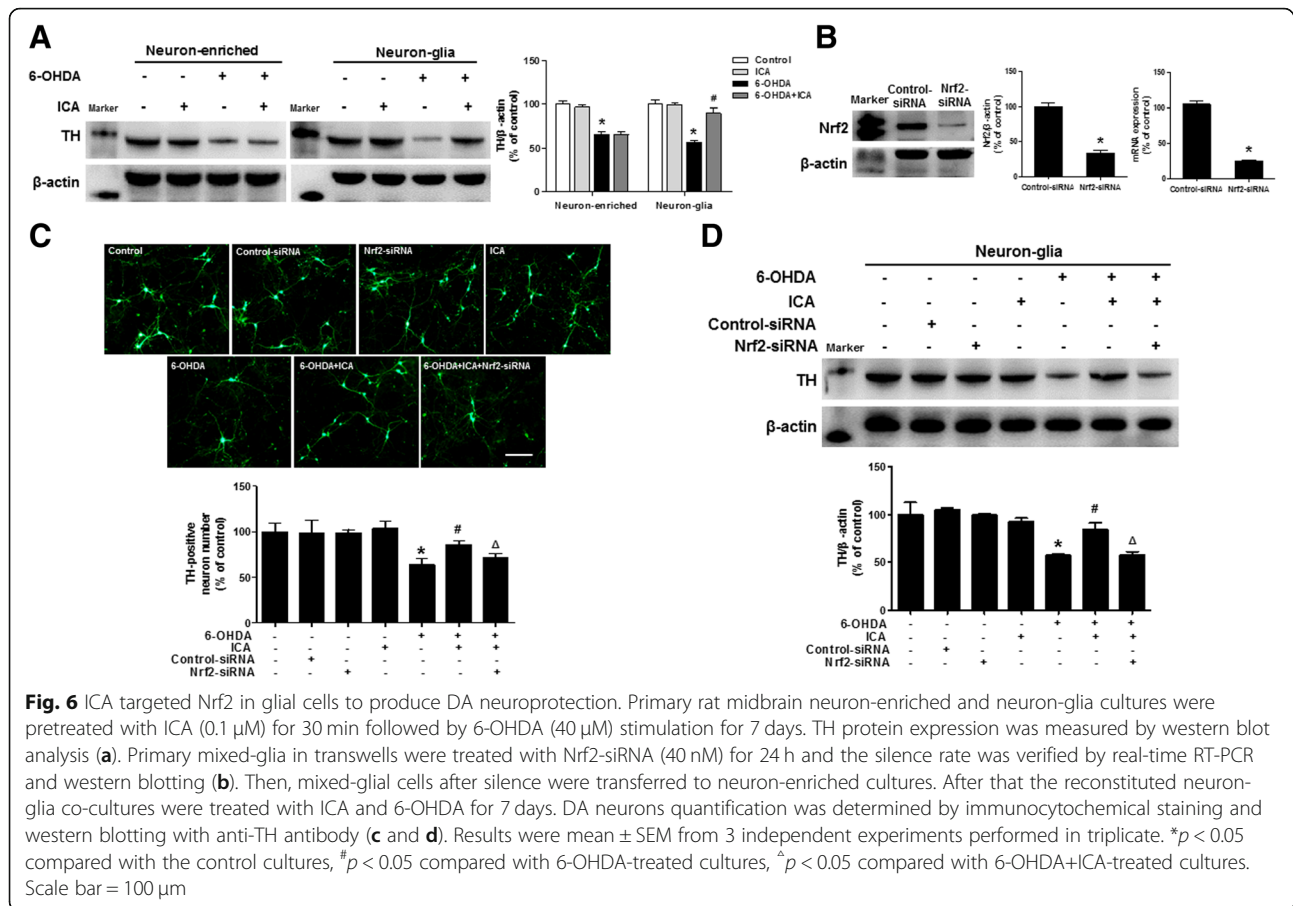 A
Neuron-enriched
Neuron-glia
6-OHDA - - + + - - + +
ICA Marker - + - + Marker - + - +
TH
β-actin
TH/β-actin
(% of control)
150
100
50
0
Control
ICA
6-OHDA
6-OHDA+ICA
* * #
Neuron-enriched Neuron-glia
B
Marker Control-siRNA Nrf2-siRNA
Nrf2
β-actin
Nrf2/β-actin
(% of control)
150
100
50
0
*
Control-siRNA Nrf2-siRNA
mRNA expression
(% of control)
150
100
50
0
*
Control-siRNA Nrf2-siRNA
C
Control Control-siRNA Nrf2-siRNA ICA
6-OHDA 6-OHDA+ICA 6-OHDA+ICA+Nrf2-siRNA
TH-positive
neuron number
(% of control)
150
100
50
0
* # Δ
6-OHDA - - - - + + +
ICA - - - + - + +
Control-siRNA - + - - - - -
Nrf2-siRNA - - + - - - +
D
Neuron-glia
6-OHDA - - - - + + +
ICA - - - + - + +
Control-siRNA - + - - - - -
Nrf2-siRNA Marker - - + - - - +
TH
β-actin
TH/β-actin
(% of control)
150
100
50
0
* # Δ
6-OHDA - - - - + + +
ICA - - - + - + +
Control-siRNA - + - - - - -
Nrf2-siRNA - - + - - - +
Fig. 6 ICA targeted Nrf2 in glial cells to produce DA neuroprotection. Primary rat midbrain neuron-enriched and neuron-glia cultures were
pretreated with ICA (0.1 μM) for 30 min followed by 6-OHDA (40 μM) stimulation for 7 days. TH protein expression was measured by western blot
analysis (a). Primary mixed-glia in transwells were treated with Nrf2-siRNA (40 nM) for 24 h and the silence rate was verified by real-time RT-PCR
and western blotting (b). Then, mixed-glial cells after silence were transferred to neuron-enriched cultures. After that the reconstituted neuron-
glia co-cultures were treated with ICA and 6-OHDA for 7 days. DA neurons quantification was determined by immunocytochemical staining and
western blotting with anti-TH antibody (c and d). Results were mean ± SEM from 3 independent experiments performed in triplicate. *p < 0.05
compared with the control cultures, #p < 0.05 compared with 6-OHDA-treated cultures, Δp < 0.05 compared with 6-OHDA+ICA-treated cultures.
Scale bar = 100 μm